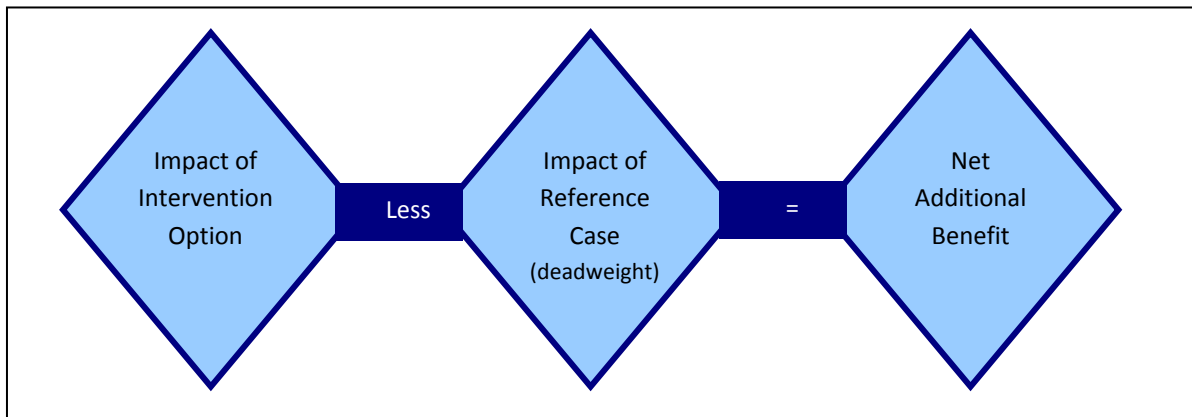 Impact of
Intervention
Option
Less
Impact of
Reference
Case
(deadweight)
=
Net
Additional
Benefit